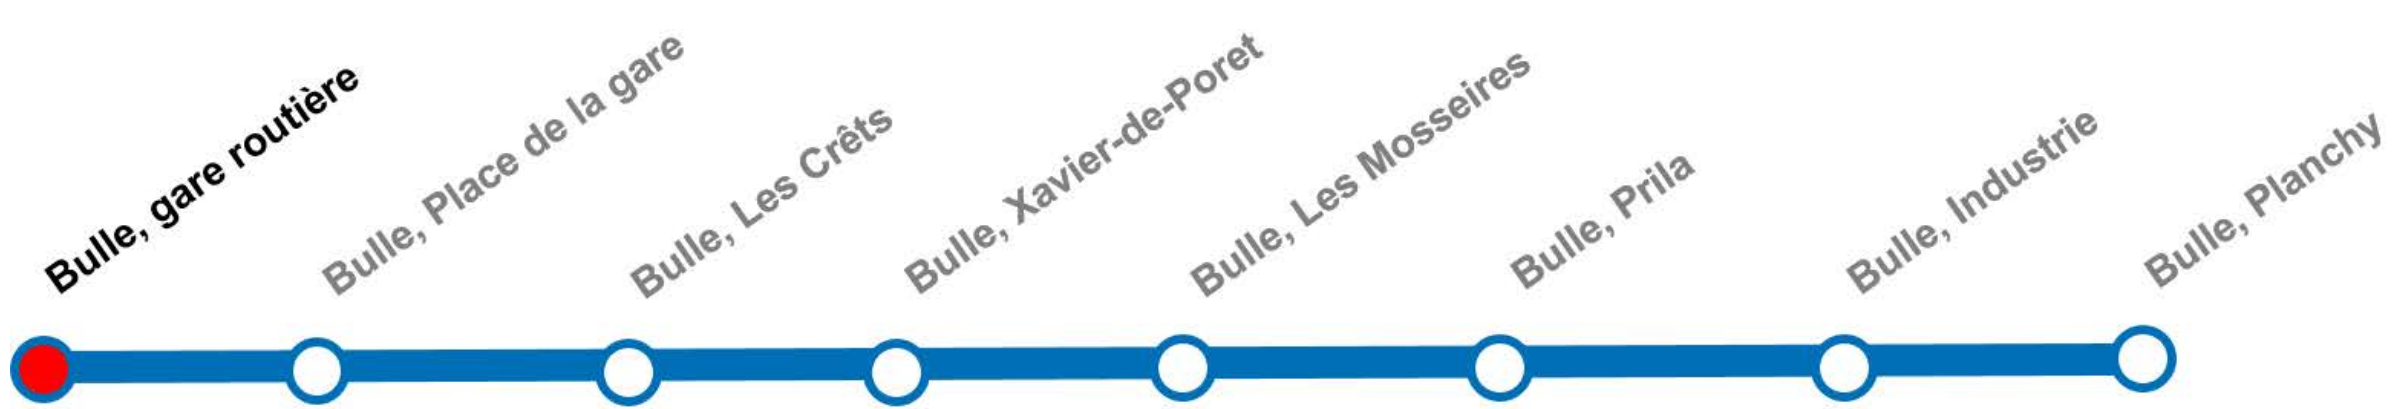 Bulle, gare routière
Bulle, Place de la gare
Bulle, Les Crêts
Bulle, Xavier-de-Poret
Bulle, Les Mosseires
Bulle, Prila
Bulle, Industrie
Bulle, Planchy